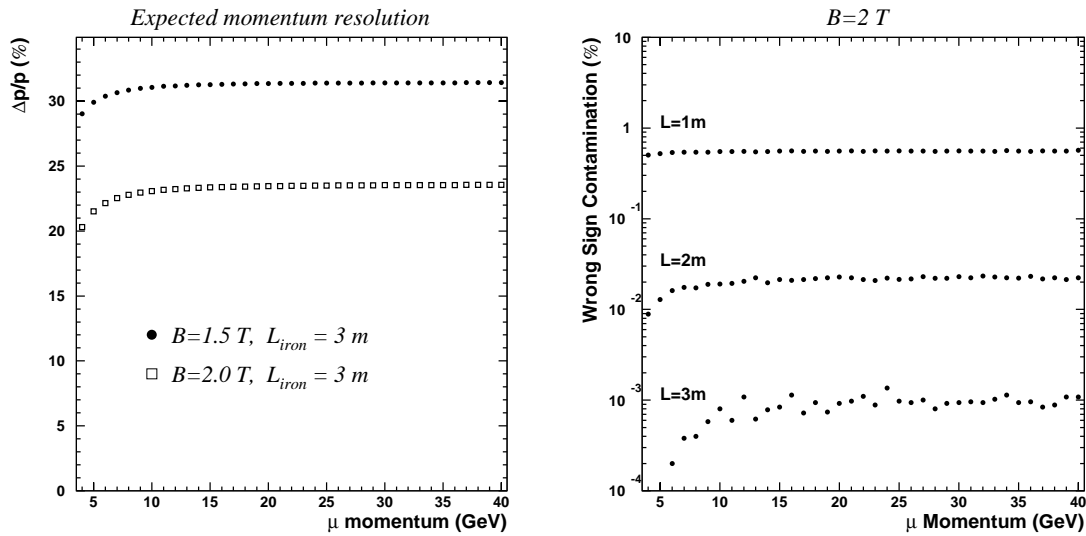 Expected momentum resolution
Δp/p (%)
30
25
20
15
10
5
0
B=1.5 T, L_iron = 3 m
B=2.0 T, L_iron = 3 m
5 10 15 20 25 30 35 40
μ momentum (GeV)
B=2 T
Wrong Sign Contamination (%)
10
1
10^-1
10^-2
10^-3
10^-4
L=1m
L=2m
L=3m
5 10 15 20 25 30 35 40
μ Momentum (GeV)